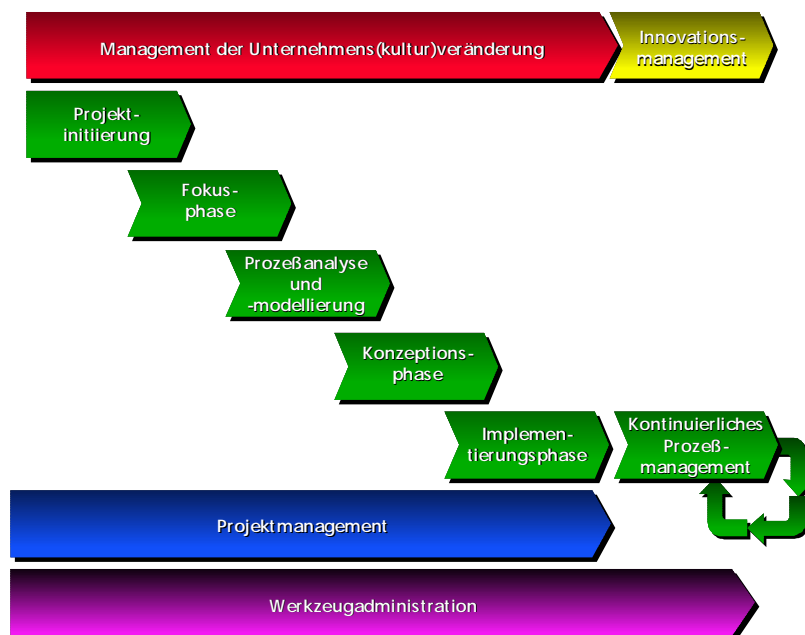 Management der Unternehmens(kultur)veränderung
Innovations-
management
Projekt-
initiierung
Fokus-
phase
Prozeßanalyse
und
-modellierung
Konzeptions-
phase
Implemen-
tierungsphase
Kontinuierliches
Prozeß-
management
Projektmanagement
Werkzeugadministration